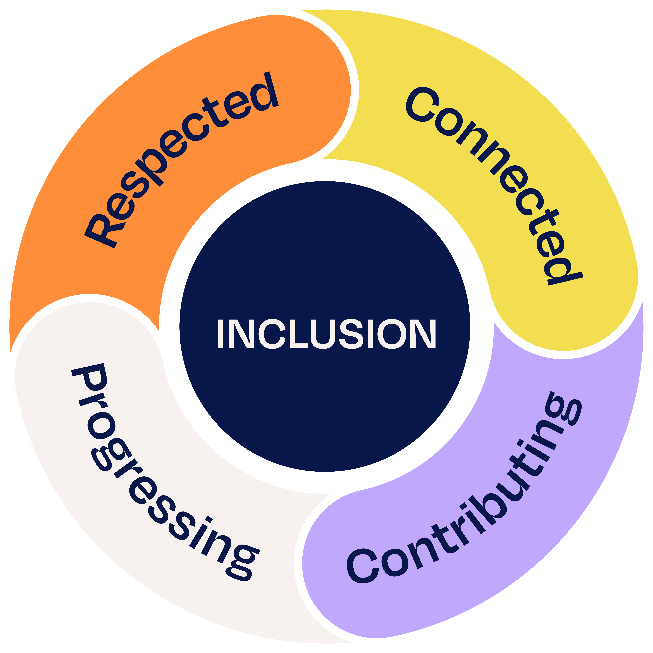 Respected
Connected
INCLUSION
Progressing
Contributing